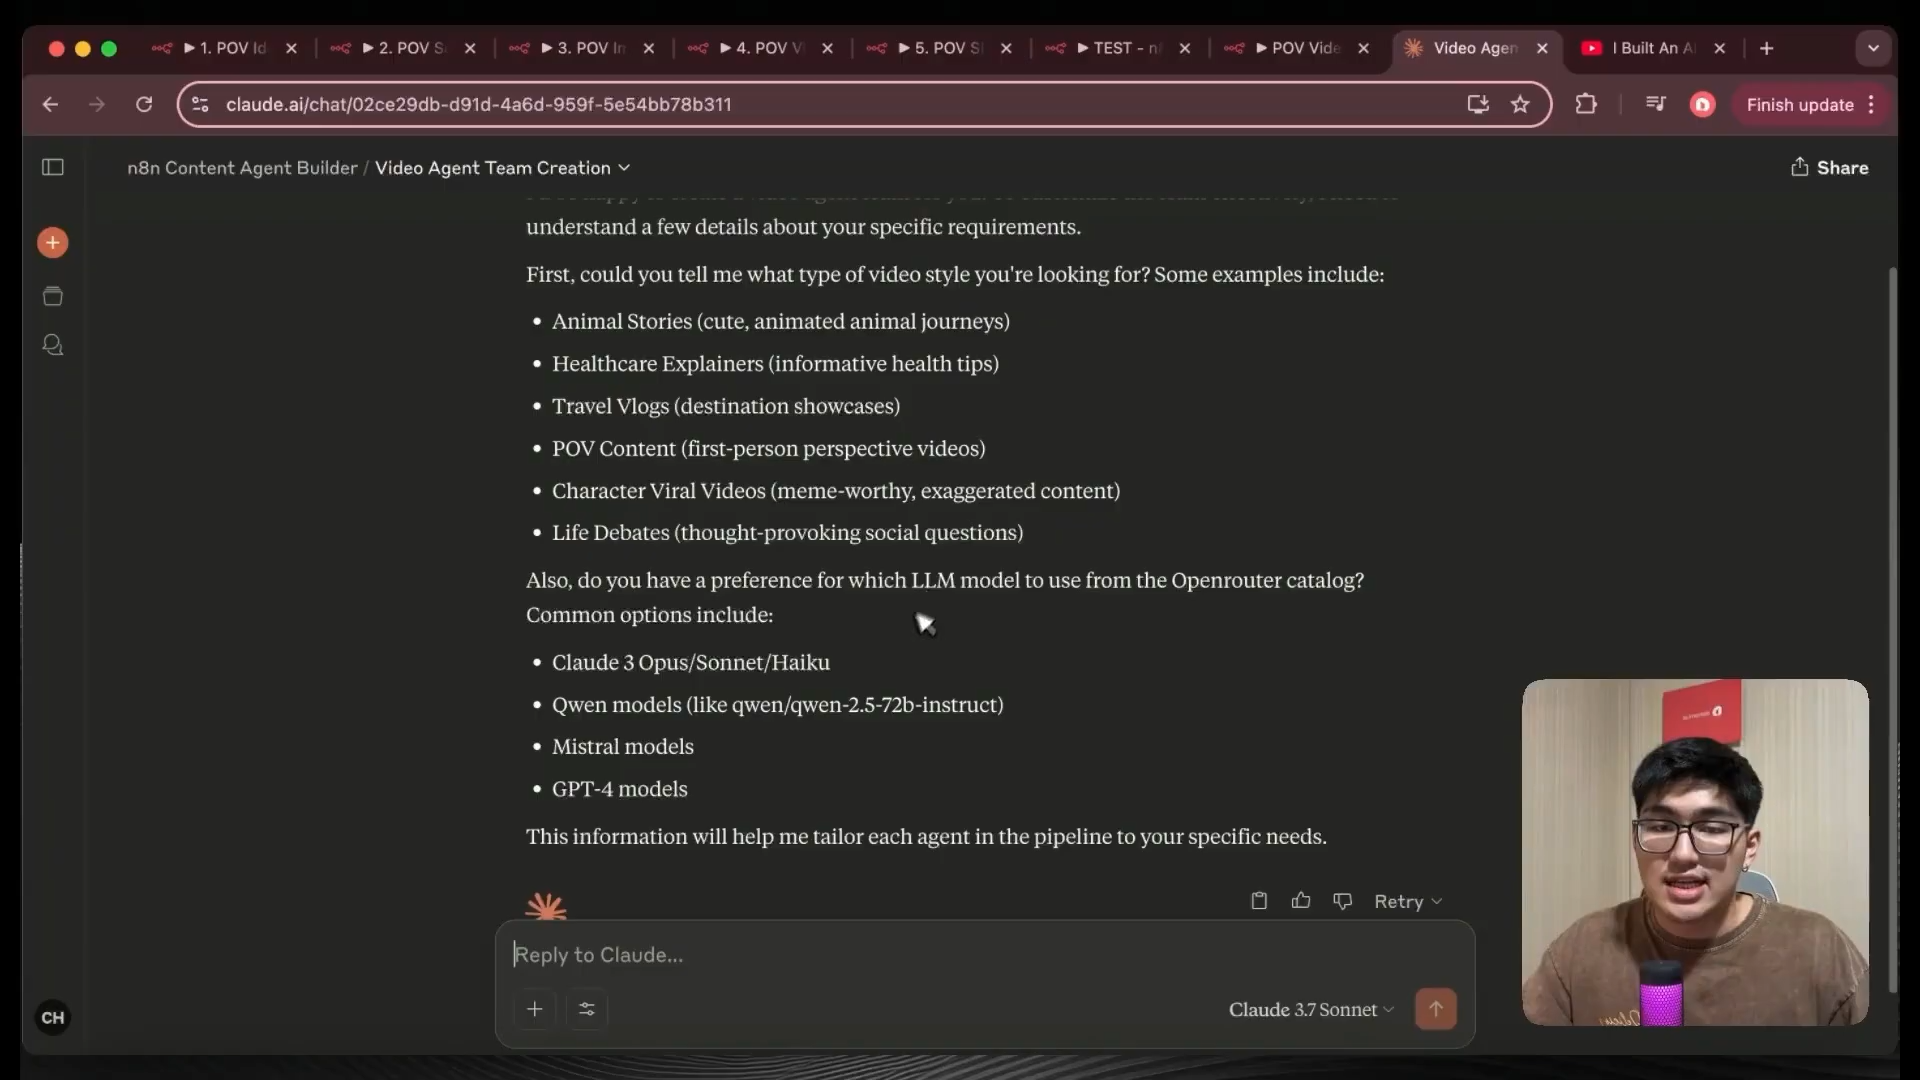 1. POV Id
2. POV S
3. POV Im
4. POV V
5. POV S
TEST - n
POV Vide
Video Agen
I Built An A
claude.ai/chat/02ce29db-d91d-4a6d-959f-5e54bb78b311
Finish update
n8n Content Agent Builder / Video Agent Team Creation
Share
understand a few details about your specific requirements.
First, could you tell me what type of video style you're looking for? Some examples include:
• Animal Stories (cute, animated animal journeys)
• Healthcare Explainers (informative health tips)
• Travel Vlogs (destination showcases)
• POV Content (first-person perspective videos)
• Character Viral Videos (meme-worthy, exaggerated content)
• Life Debates (thought-provoking social questions)
Also, do you have a preference for which LLM model to use from the Openrouter catalog?
Common options include:
• Claude 3 Opus/Sonnet/Haiku
• Qwen models (like qwen/qwen-2.5-72b-instruct)
• Mistral models
• GPT-4 models
This information will help me tailor each agent in the pipeline to your specific needs.
Retry
Reply to Claude...
Claude 3.7 Sonnet
CH